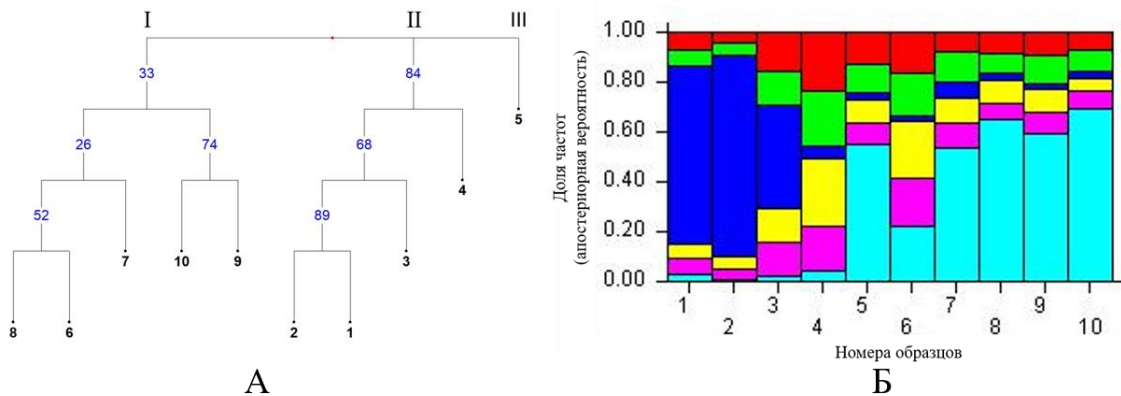 I II III
33 84
5
26 74 68
4
52 89
7 10 9 3
8 6 2 1
А
Доля частот
(апостериорная вероятность)
1.00
0.80
0.60
0.40
0.20
0.00
1 3 5 7 9
2 4 6 8 10
Номера образцов
Б